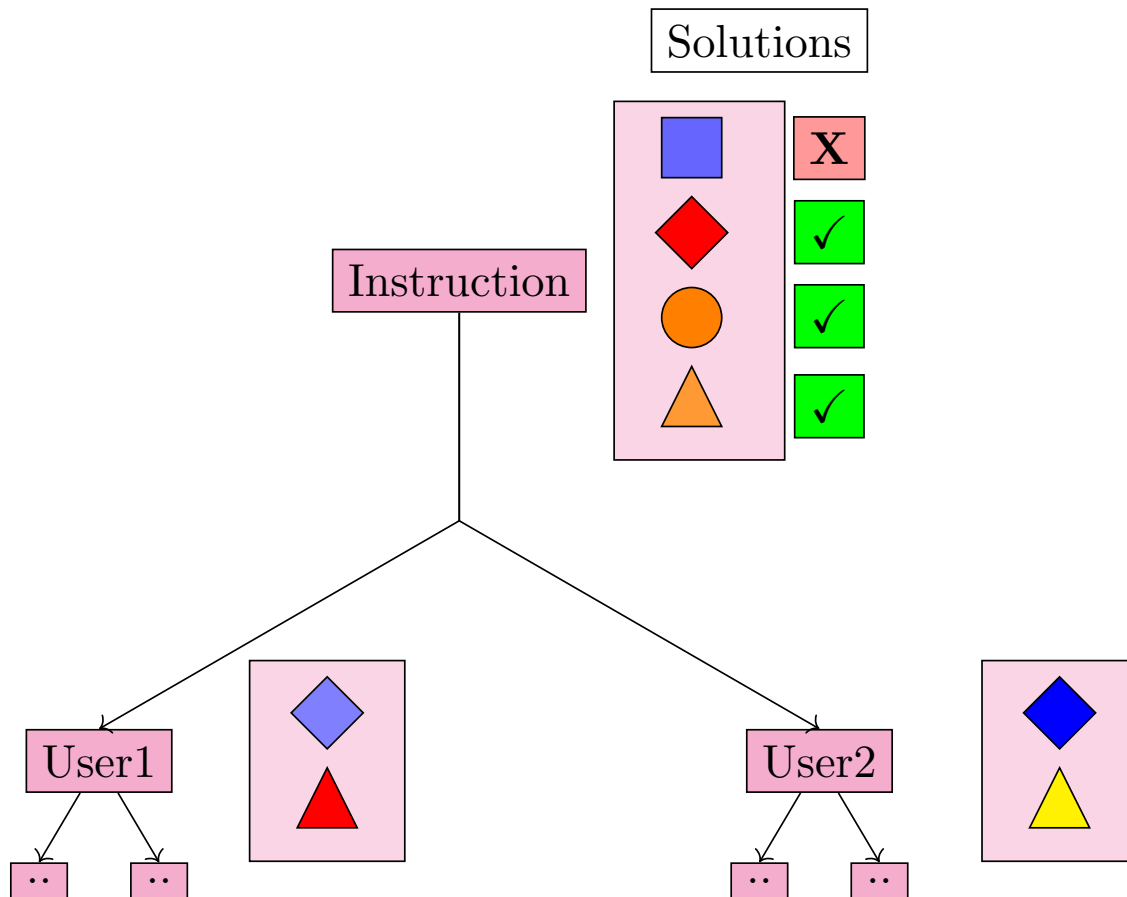 Solutions
X
✓
Instruction
✓
✓
User1
User2
..
..
..
..